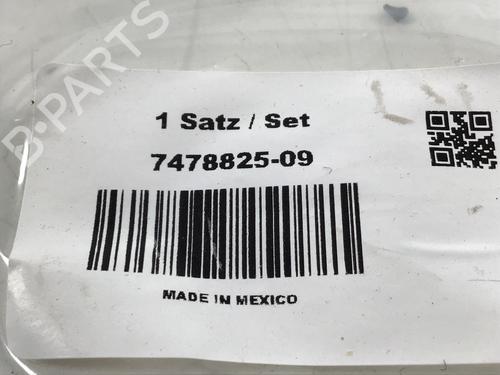 B-PARTS
1 Satz / Set
7478825-09
MADE IN MEXICO